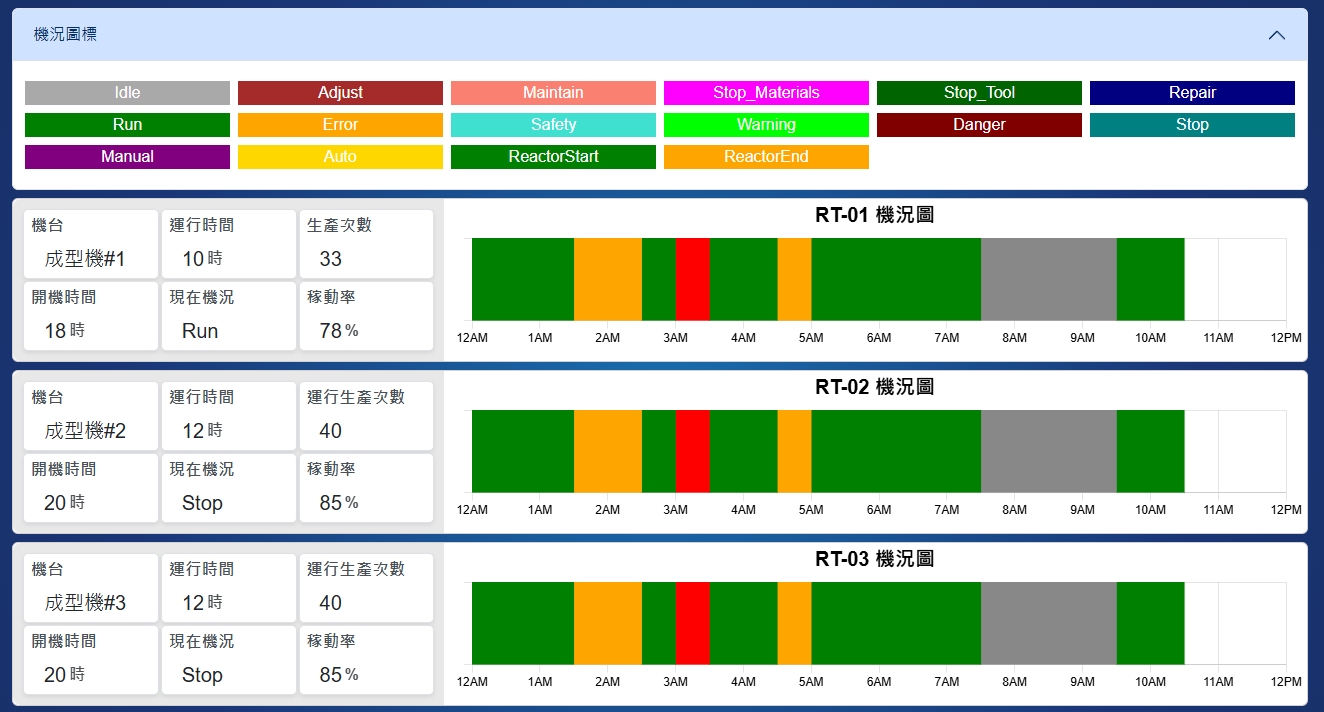 機況圖標
Idle Adjust Maintain Stop_Materials Stop_Tool Repair
Run Error Safety Warning Danger Stop
Manual Auto ReactorStart ReactorEnd
機台 運行時間 生產次數
成型機#1 10 時 33
開機時間 現在機況 稼動率
18 時 Run 78 %
RT-01 機況圖
12AM 1AM 2AM 3AM 4AM 5AM 6AM 7AM 8AM 9AM 10AM 11AM 12PM
機台 運行時間 運行生產次數
成型機#2 12 時 40
開機時間 現在機況 稼動率
20 時 Stop 85 %
RT-02 機況圖
12AM 1AM 2AM 3AM 4AM 5AM 6AM 7AM 8AM 9AM 10AM 11AM 12PM
機台 運行時間 運行生產次數
成型機#3 12 時 40
開機時間 現在機況 稼動率
20 時 Stop 85 %
RT-03 機況圖
12AM 1AM 2AM 3AM 4AM 5AM 6AM 7AM 8AM 9AM 10AM 11AM 12PM